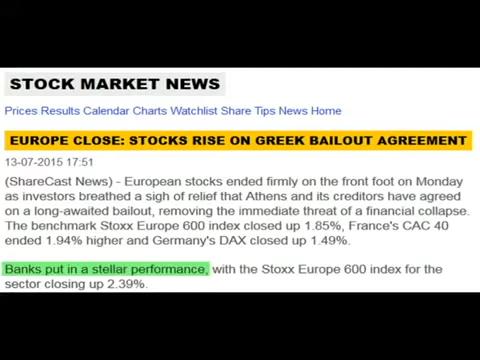 STOCK MARKET NEWS
Prices Results Calendar Charts Watchlist Share Tips News Home
EUROPE CLOSE: STOCKS RISE ON GREEK BAILOUT AGREEMENT
13-07-2015 17:51
(ShareCast News) - European stocks ended firmly on the front foot on Monday
as investors breathed a sigh of relief that Athens and its creditors have agreed
on a long-awaited bailout, removing the immediate threat of a financial collapse.
The benchmark Stoxx Europe 600 index closed up 1.85%, France's CAC 40
ended 1.94% higher and Germany's DAX closed up 1.49%.
Banks put in a stellar performance, with the Stoxx Europe 600 index for the
sector closing up 2.39%.